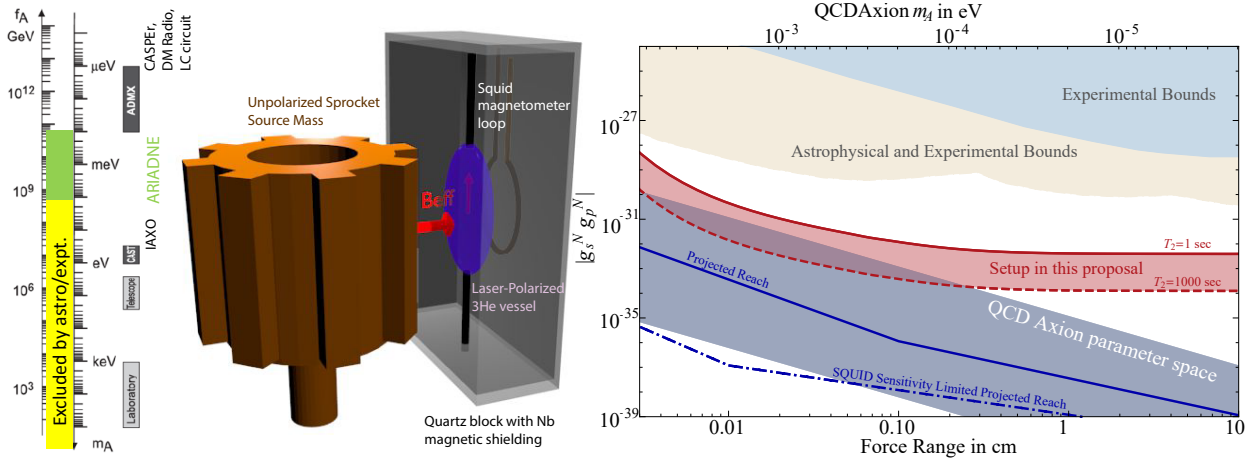 f_A
GeV
10^12
10^9
10^6
10^3
μeV
meV
eV
keV
m_A
Excluded by astro/expt.
ADMX
CAST
Telescope
Laboratory
CASPEr,
DM Radio,
LC circuit
ARIADNE
IAXO
Unpolarized Sprocket
Source Mass
Squid
magnetometer
loop
Beff
Laser-Polarized
3He vessel
Quartz block with Nb
magnetic shielding
QCDAxion m_A in eV
10^-3
10^-4
10^-5
|g_s^N g_p^N|
10^-27
10^-31
10^-35
10^-39
Experimental Bounds
Astrophysical and Experimental Bounds
T_2=1 sec
Setup in this proposal
T_2=1000 sec
Projected Reach
QCD Axion parameter space
SQUID Sensitivity Limited Projected Reach
0.01
0.10
1
10
Force Range in cm